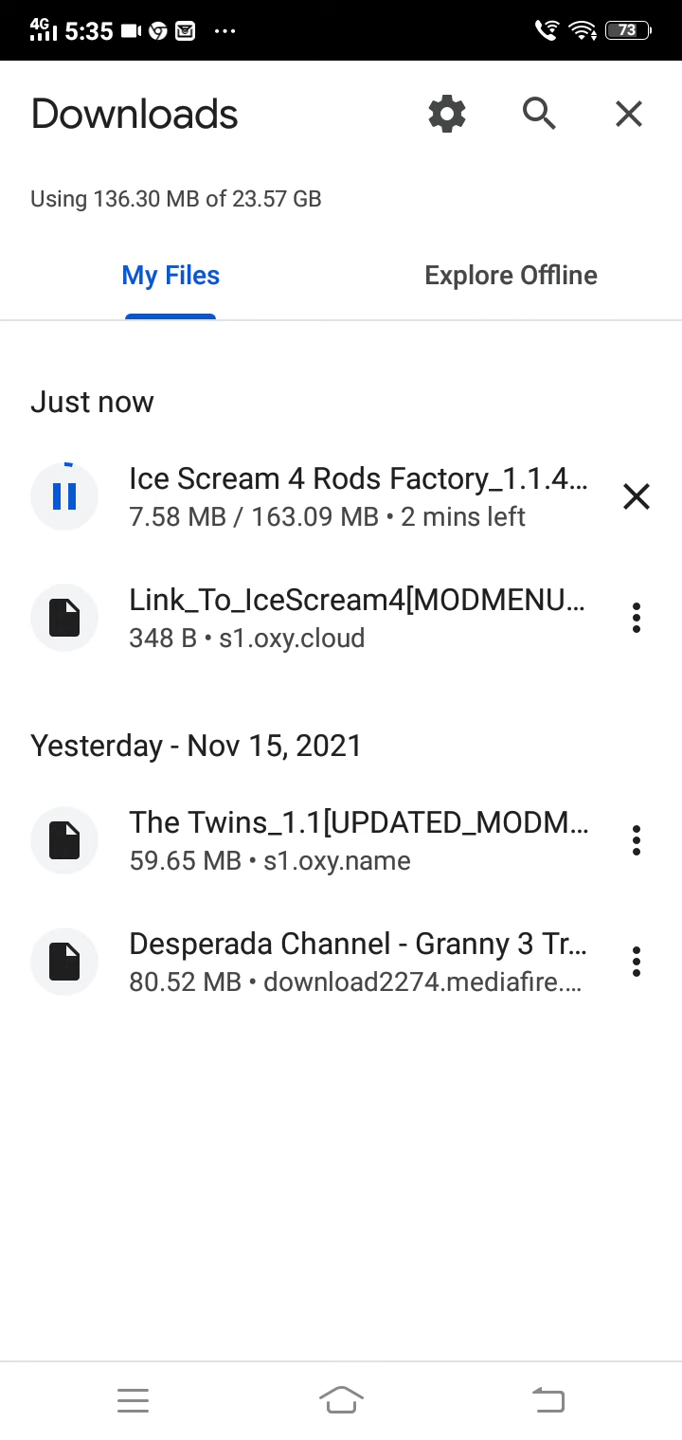 4G 5:35 73
Downloads
Using 136.30 MB of 23.57 GB
My Files
Explore Offline
Just now
Ice Scream 4 Rods Factory_1.1.4...
7.58 MB / 163.09 MB • 2 mins left
Link_To_IceScream4[MODMENU...
348 B • s1.oxy.cloud
Yesterday - Nov 15, 2021
The Twins_1.1[UPDATED_MODM...
59.65 MB • s1.oxy.name
Desperada Channel - Granny 3 Tr...
80.52 MB • download2274.mediafire....